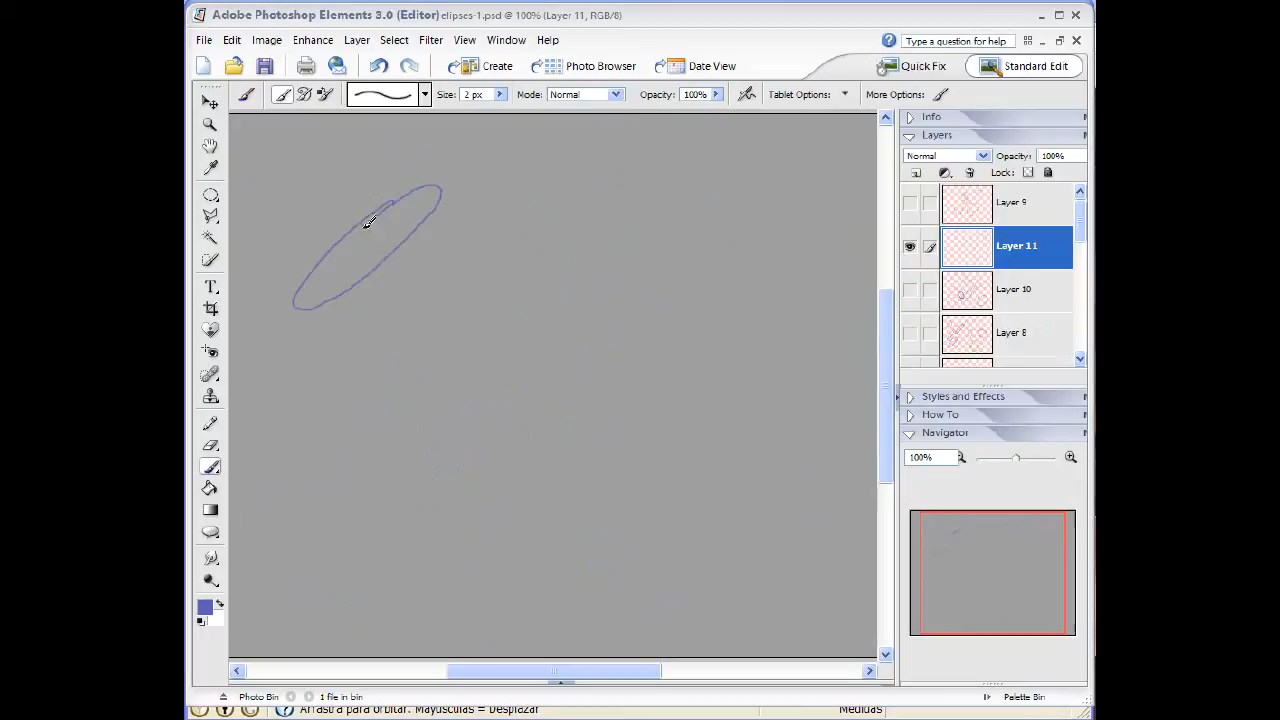 Adobe Photoshop Elements 3.0 (Editor) elipses-1.psd @ 100% (Layer 11, RGB/8)
File Edit Image Enhance Layer Select Filter View Window Help Type a question for help
Create Photo Browser Date View Quick Fix Standard Edit
Size: 2 px Mode: Normal Opacity: 100% Tablet Options: More Options:
Info
Layers
Normal Opacity: 100%
Lock:
Layer 9
Layer 11
Layer 10
Layer 8
Styles and Effects
How To
Navigator
100%
Photo Bin 1 file in bin Palette Bin
Arrastra para orbitar. Mayúsculas = Desplazar Medidas